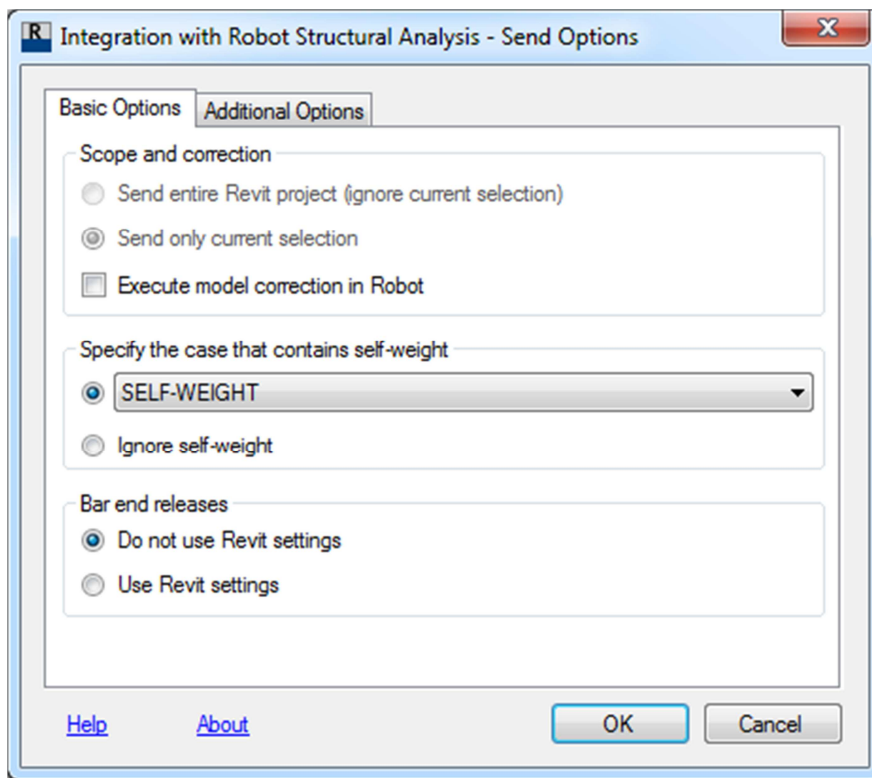 R
Integration with Robot Structural Analysis - Send Options
Basic Options
Additional Options
Scope and correction
Send entire Revit project (ignore current selection)
Send only current selection
Execute model correction in Robot
Specify the case that contains self-weight
SELF-WEIGHT
Ignore self-weight
Bar end releases
Do not use Revit settings
Use Revit settings
Help
About
OK
Cancel